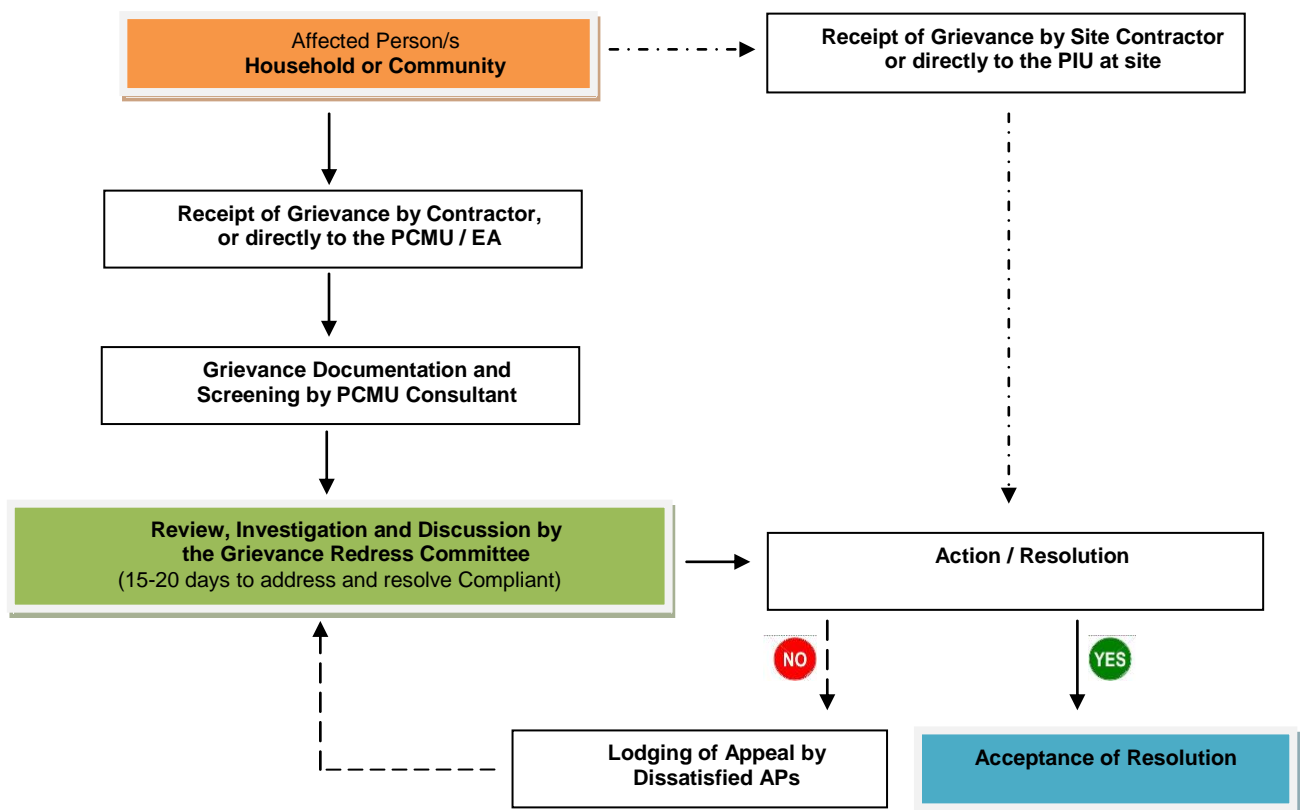 Affected Person/s
Household or Community
Receipt of Grievance by Site Contractor
or directly to the PIU at site
Receipt of Grievance by Contractor,
or directly to the PCMU / EA
Grievance Documentation and
Screening by PCMU Consultant
Review, Investigation and Discussion by
the Grievance Redress Committee
(15-20 days to address and resolve Compliant)
Action / Resolution
NO
YES
Lodging of Appeal by
Dissatisfied APs
Acceptance of Resolution